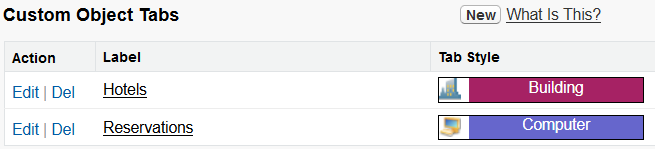 Custom Object Tabs New What Is This?
Action Label Tab Style
Edit | Del Hotels Building
Edit | Del Reservations Computer